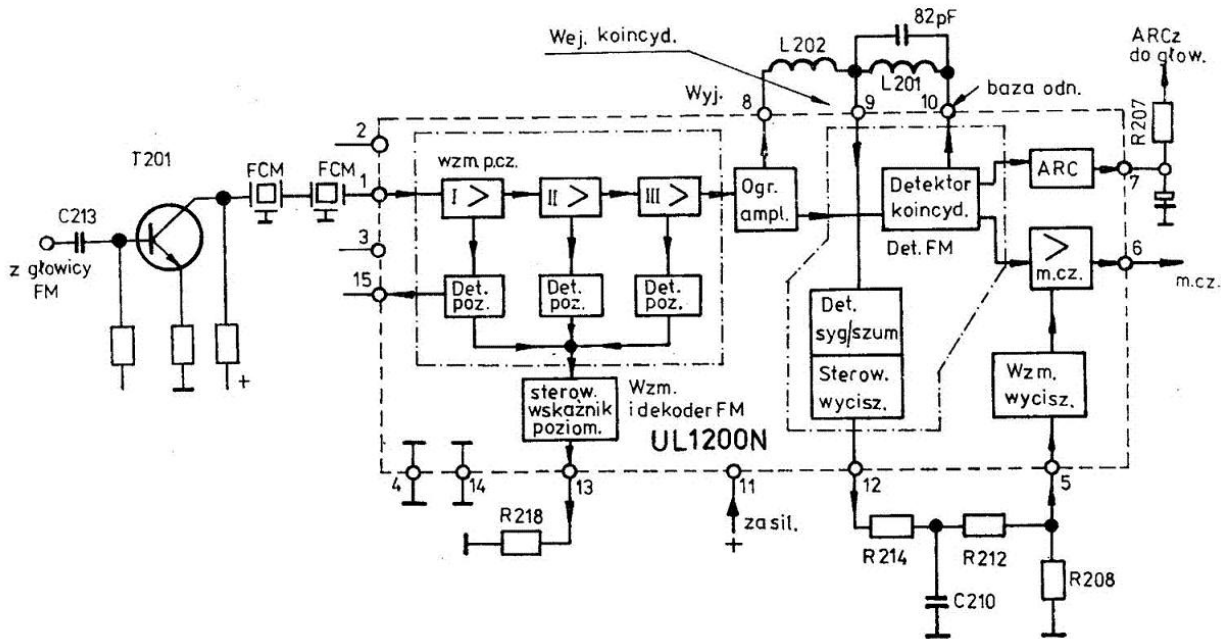 82pF
Wej. koincyd.
L202
L201
ARCz
do głow.
Wyj.
8
9
10
baza odn.
R207
2
T201
FCM
FCM
1
wzm. p.cz.
I >
II >
III >
Ogr.
ampl.
Detektor
koincyd.
Det. FM
ARC
7
C213
3
z głowicy
FM
15
Det.
poz.
Det.
poz.
Det.
poz.
>
m.cz.
6
m.cz.
Det.
syg/szum
Sterow.
wycisz.
Wzm.
wycisz.
+
sterow.
wskaźnik
poziom.
Wzm.
i dekoder FM
UL1200N
4
14
13
11
12
5
R218
zasil.
+
R214
R212
R208
C210